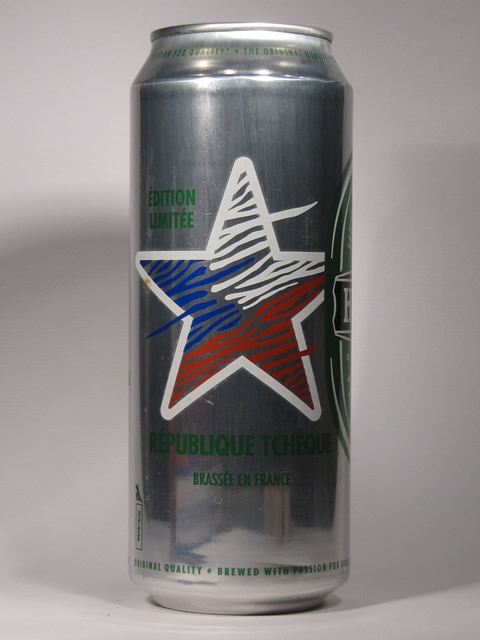 FOR QUALITY • THE ORIGINAL
ÉDITION
LIMITÉE
H
RÉPUBLIQUE TCHÈQUE
BRASSÉE EN FRANCE
ORIGINAL QUALITY • BREWED WITH PASSION FOR